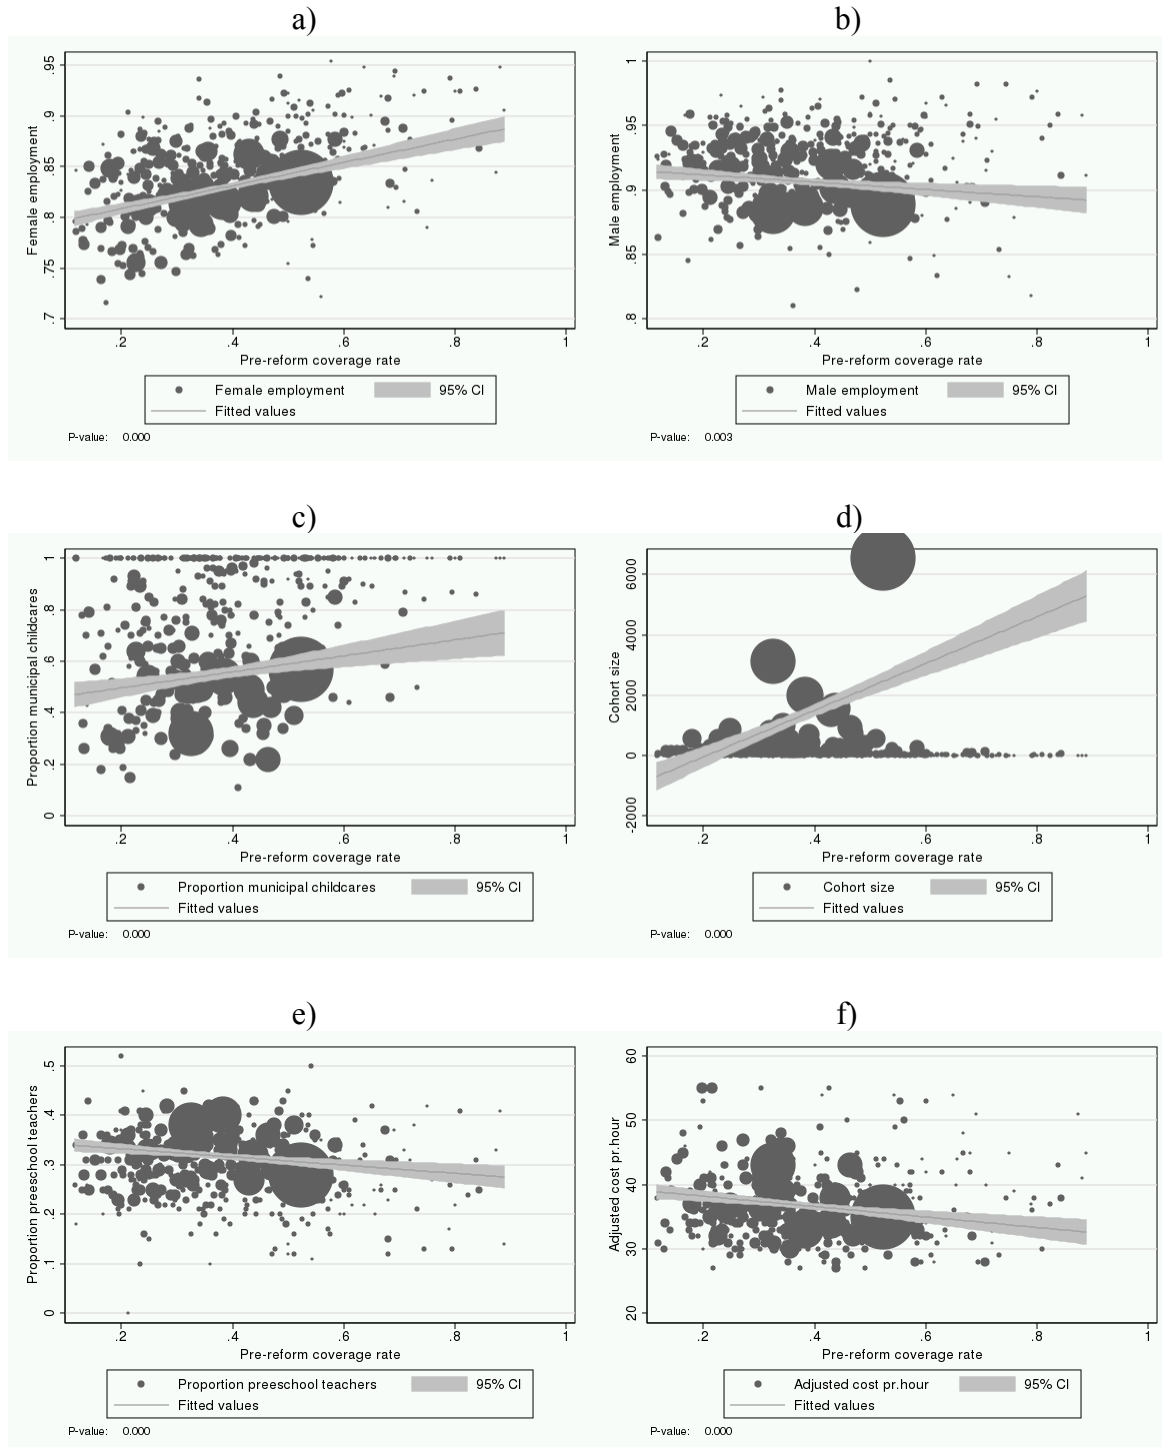 a)
b)
Female employment
.95
.9
.85
.8
.75
.7
.2 .4 .6 .8 1
Pre-reform coverage rate
Female employment 95% CI
Fitted values
P-value: 0.000
Male employment
1
.95
.9
.85
.8
.2 .4 .6 .8 1
Pre-reform coverage rate
Male employment 95% CI
Fitted values
P-value: 0.003
c)
d)
Proportion municipal childcares
1
.8
.6
.4
.2
0
.2 .4 .6 .8 1
Pre-reform coverage rate
Proportion municipal childcares 95% CI
Fitted values
P-value: 0.000
Cohort size
6000
4000
2000
0
-2000
.2 .4 .6 .8 1
Pre-reform coverage rate
Cohort size 95% CI
Fitted values
P-value: 0.000
e)
f)
Proportion preeschool teachers
.5
.4
.3
.2
.1
0
.2 .4 .6 .8 1
Pre-reform coverage rate
Proportion preeschool teachers 95% CI
Fitted values
P-value: 0.000
Adjusted cost pr.hour
60
50
40
30
20
.2 .4 .6 .8 1
Pre-reform coverage rate
Adjusted cost pr.hour 95% CI
Fitted values
P-value: 0.000